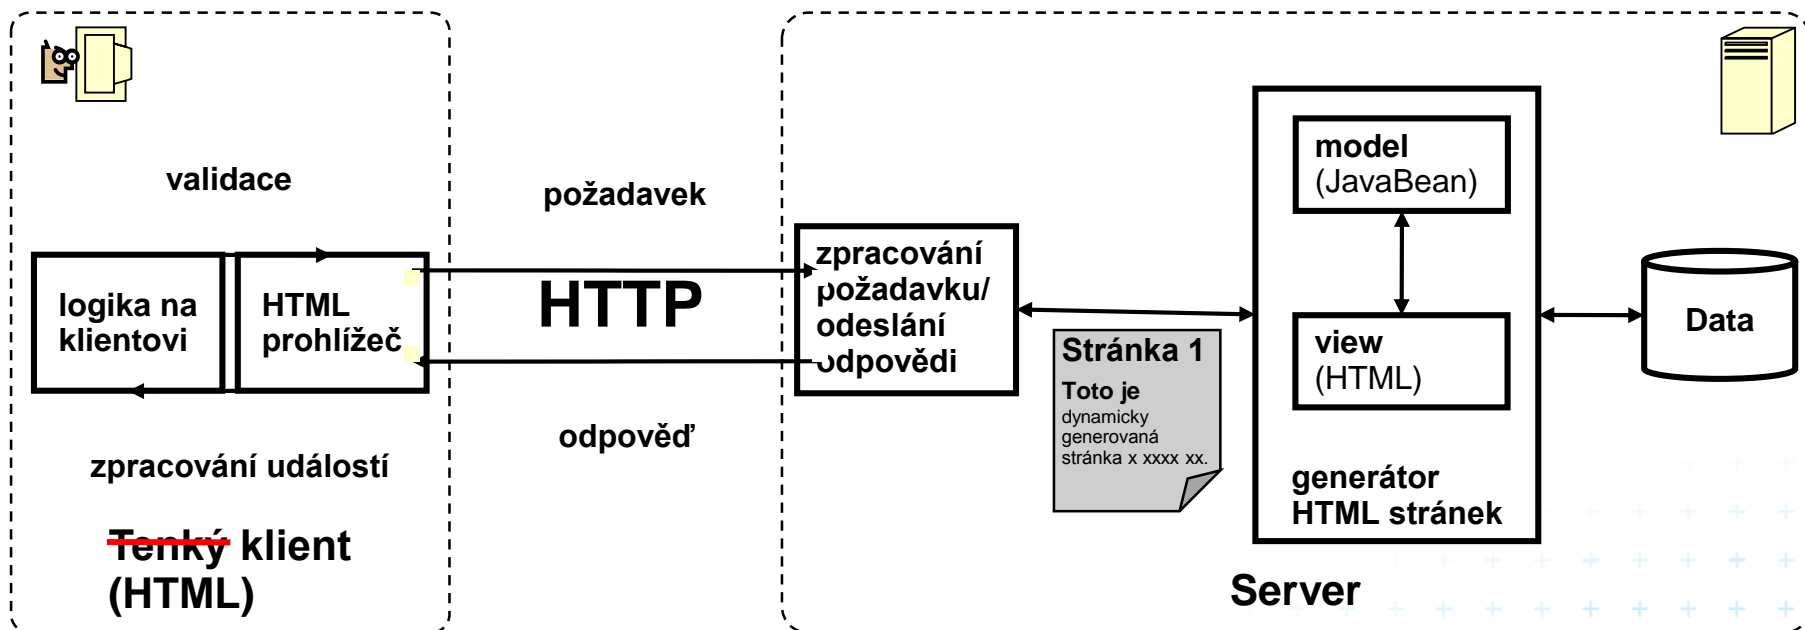 validace
logika na
klientovi
HTML
prohlížeč
zpracování událostí
Tenký klient
(HTML)
požadavek
HTTP
odpověď
zpracování
požadavku/
odeslání
odpovědi
Stránka 1
Toto je
dynamicky
generovaná
stránka x xxxx xx.
model
(JavaBean)
view
(HTML)
generátor
HTML stránek
Data
Server